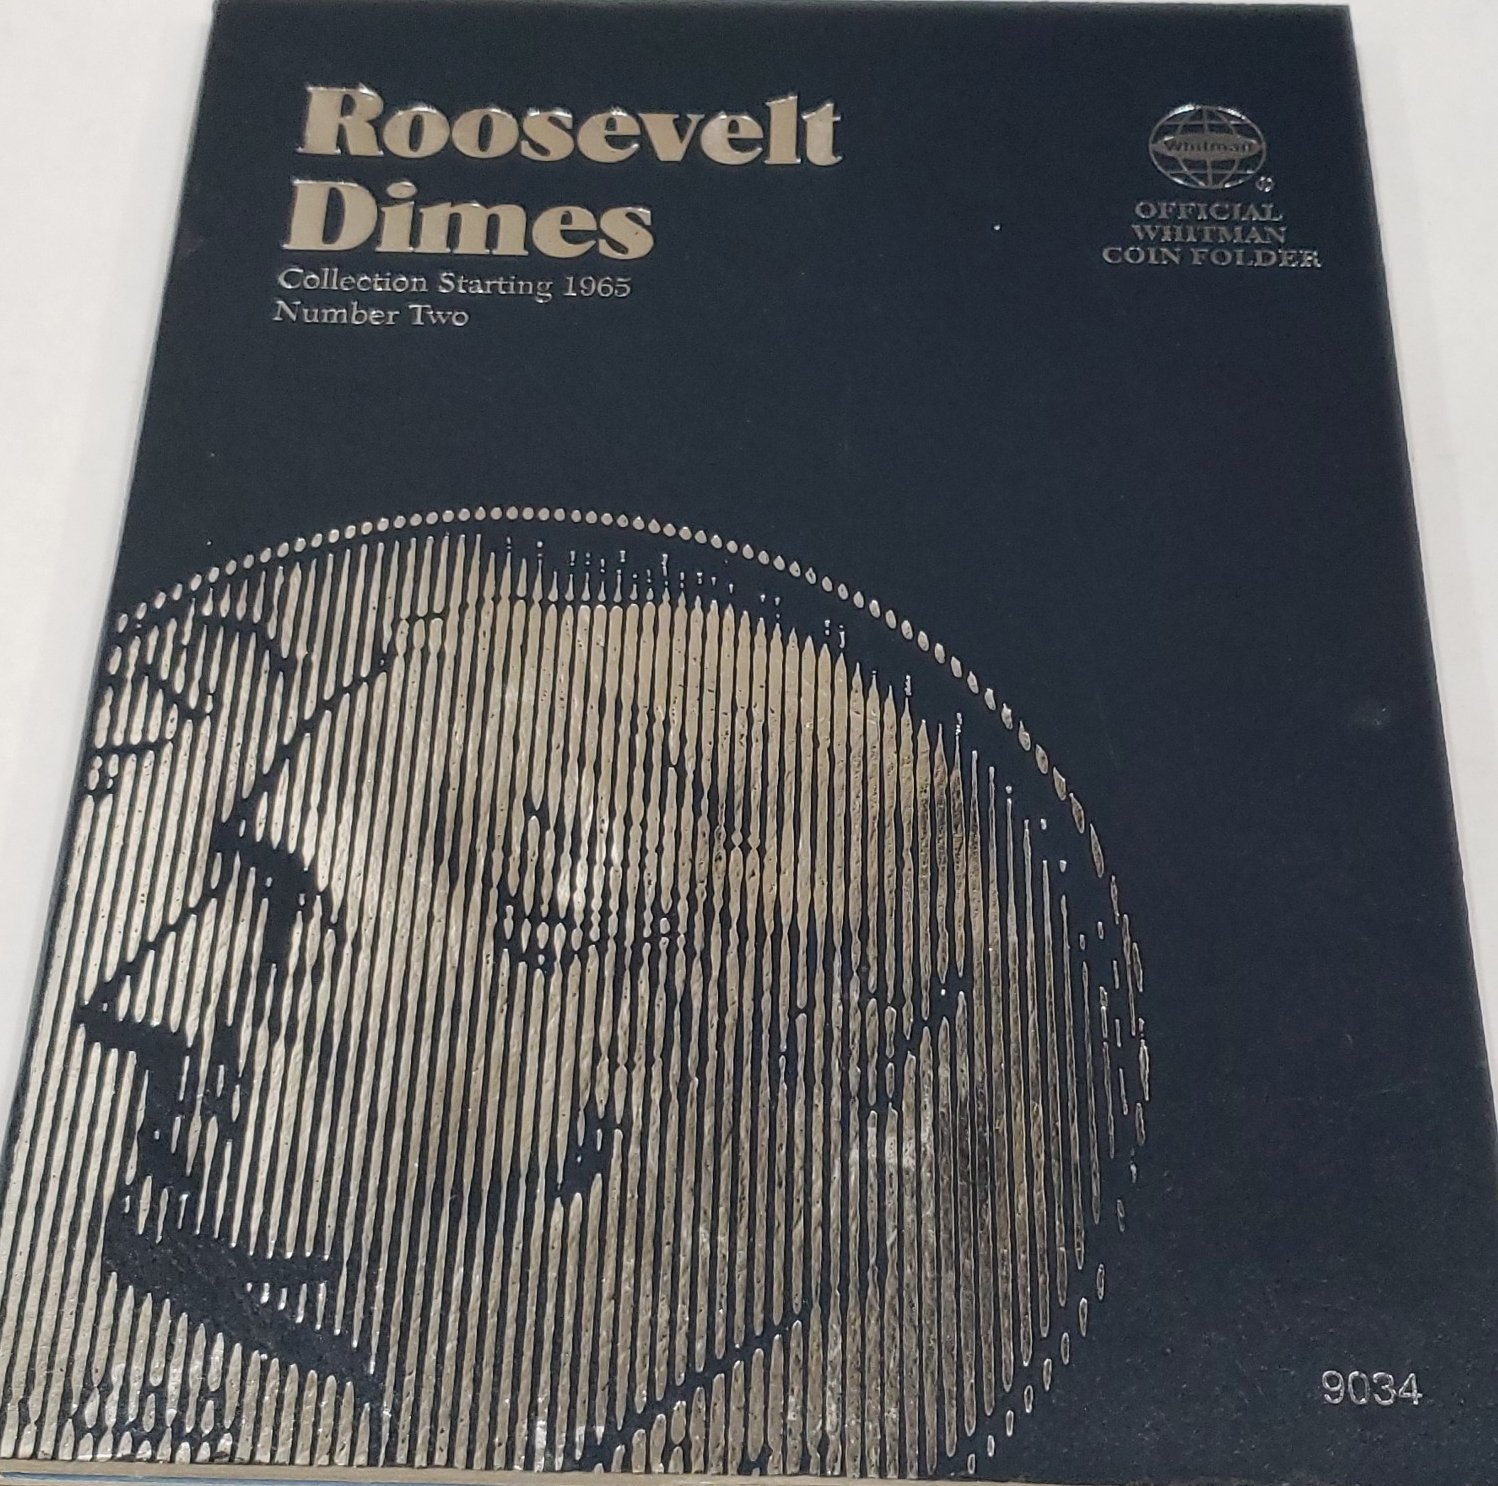 Roosevelt
Dimes
Collection Starting 1965
Number Two
Whitman
®
OFFICIAL
WHITMAN
COIN FOLDER
9034